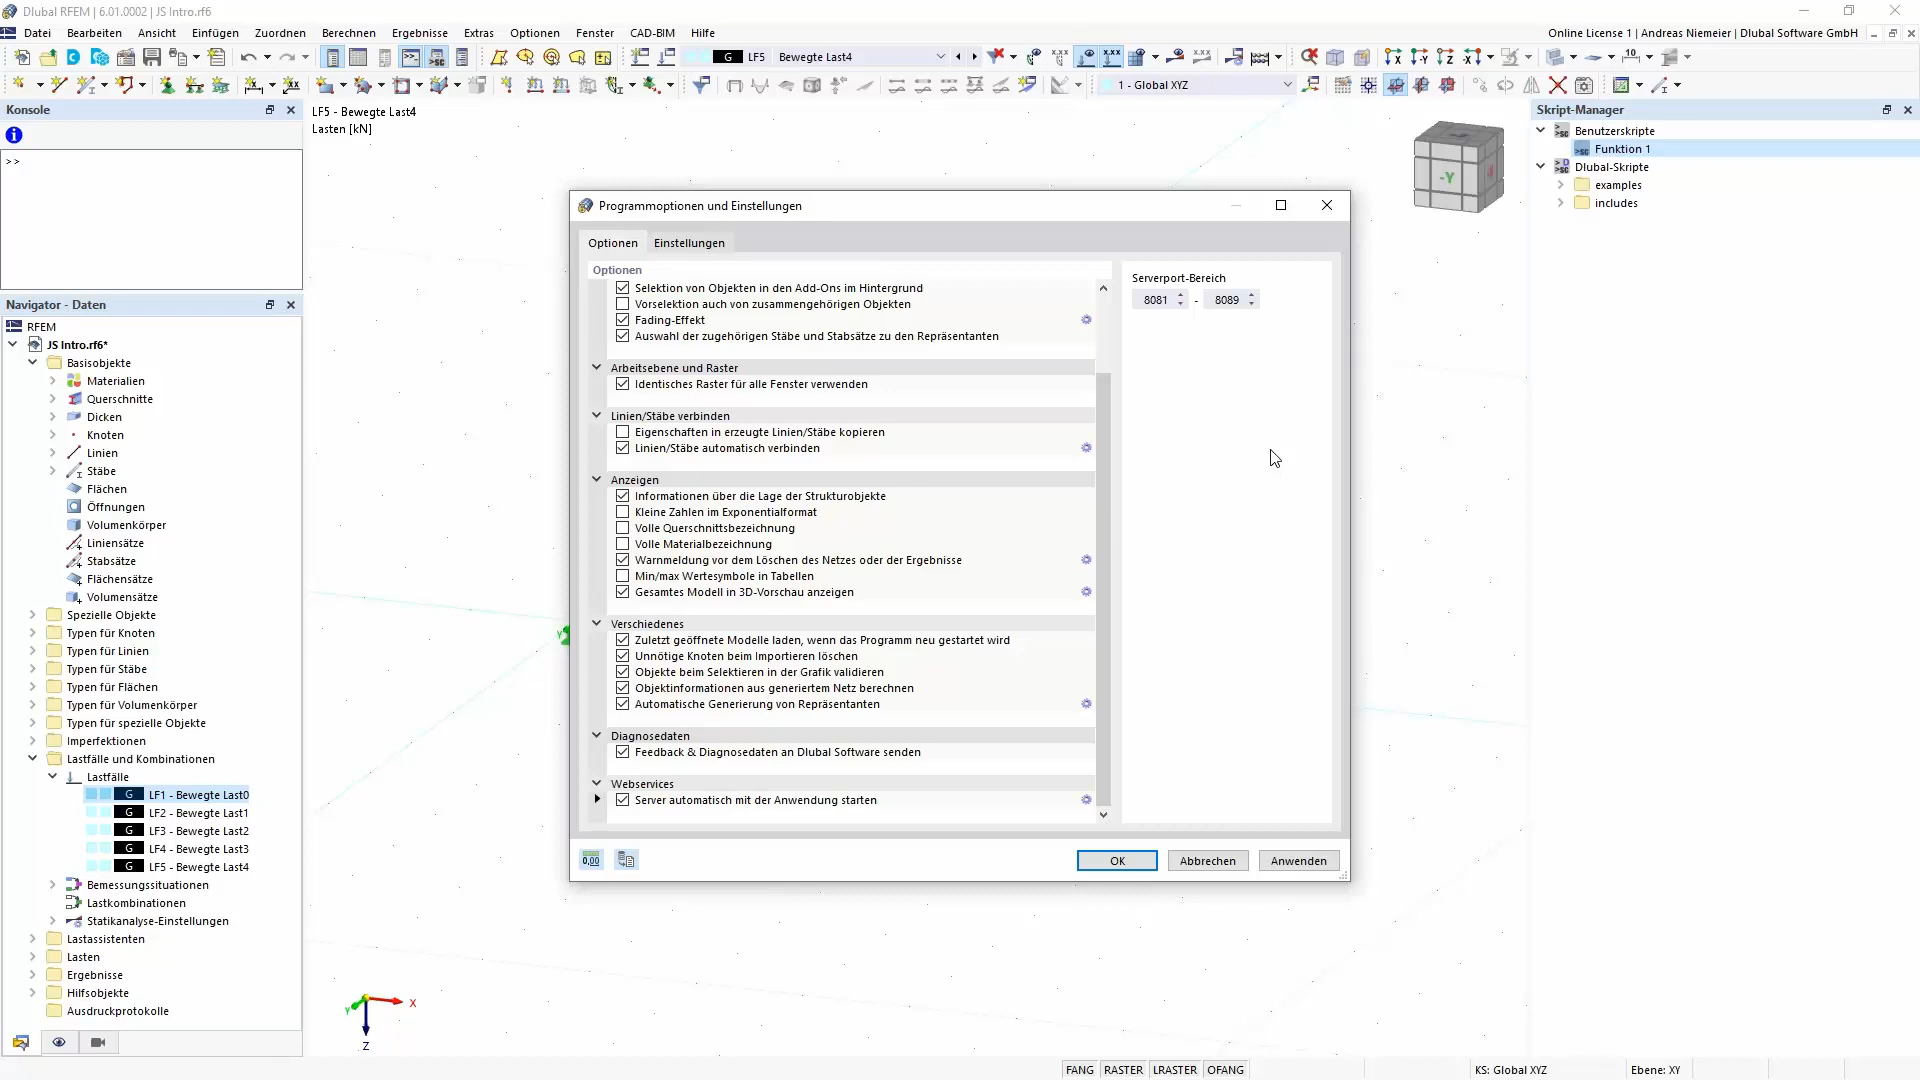 Dlubal RFEM | 6.01.0002 | JS Intro.rf6
Datei Bearbeiten Ansicht Einfügen Zuordnen Berechnen Ergebnisse Extras Optionen Fenster CAD-BIM Hilfe
Online License 1 | Andreas Niemeier | Dlubal Software GmbH
G LF5 Bewegte Last4
1 - Global XYZ
Konsole
>>
Navigator - Daten
RFEM
JS Intro.rf6*
Basisobjekte
Materialien
Querschnitte
Dicken
Knoten
Linien
Stäbe
Flächen
Öffnungen
Volumenkörper
Liniensätze
Stabsätze
Flächensätze
Volumensätze
Spezielle Objekte
Typen für Knoten
Typen für Linien
Typen für Stäbe
Typen für Flächen
Typen für Volumenkörper
Typen für spezielle Objekte
Imperfektionen
Lastfälle und Kombinationen
Lastfälle
G LF1 - Bewegte Last0
G LF2 - Bewegte Last1
G LF3 - Bewegte Last2
G LF4 - Bewegte Last3
G LF5 - Bewegte Last4
Bemessungssituationen
Lastkombinationen
Statikanalyse-Einstellungen
Lastassistenten
Lasten
Ergebnisse
Hilfsobjekte
Ausdruckprotokolle
LF5 - Bewegte Last4
Lasten [kN]
-Y
Y
X
Y
Z
Programmoptionen und Einstellungen
Optionen Einstellungen
Optionen
Selektion von Objekten in den Add-Ons im Hintergrund
Vorselektion auch von zusammengehörigen Objekten
Fading-Effekt
Auswahl der zugehörigen Stäbe und Stabsätze zu den Repräsentanten
Arbeitsebene und Raster
Identisches Raster für alle Fenster verwenden
Linien/Stäbe verbinden
Eigenschaften in erzeugte Linien/Stäbe kopieren
Linien/Stäbe automatisch verbinden
Anzeigen
Informationen über die Lage der Strukturobjekte
Kleine Zahlen im Exponentialformat
Volle Querschnittsbezeichnung
Volle Materialbezeichnung
Warnmeldung vor dem Löschen des Netzes oder der Ergebnisse
Min/max Wertesymbole in Tabellen
Gesamtes Modell in 3D-Vorschau anzeigen
Verschiedenes
Zuletzt geöffnete Modelle laden, wenn das Programm neu gestartet wird
Unnötige Knoten beim Importieren löschen
Objekte beim Selektieren in der Grafik validieren
Objektinformationen aus generiertem Netz berechnen
Automatische Generierung von Repräsentanten
Diagnosedaten
Feedback & Diagnosedaten an Dlubal Software senden
Webservices
Server automatisch mit der Anwendung starten
Serverport-Bereich
8081 - 8089
0,00
OK Abbrechen Anwenden
Skript-Manager
Benutzerskripte
Funktion 1
Dlubal-Skripte
examples
includes
FANG RASTER LRASTER OFANG
KS: Global XYZ
Ebene: XY